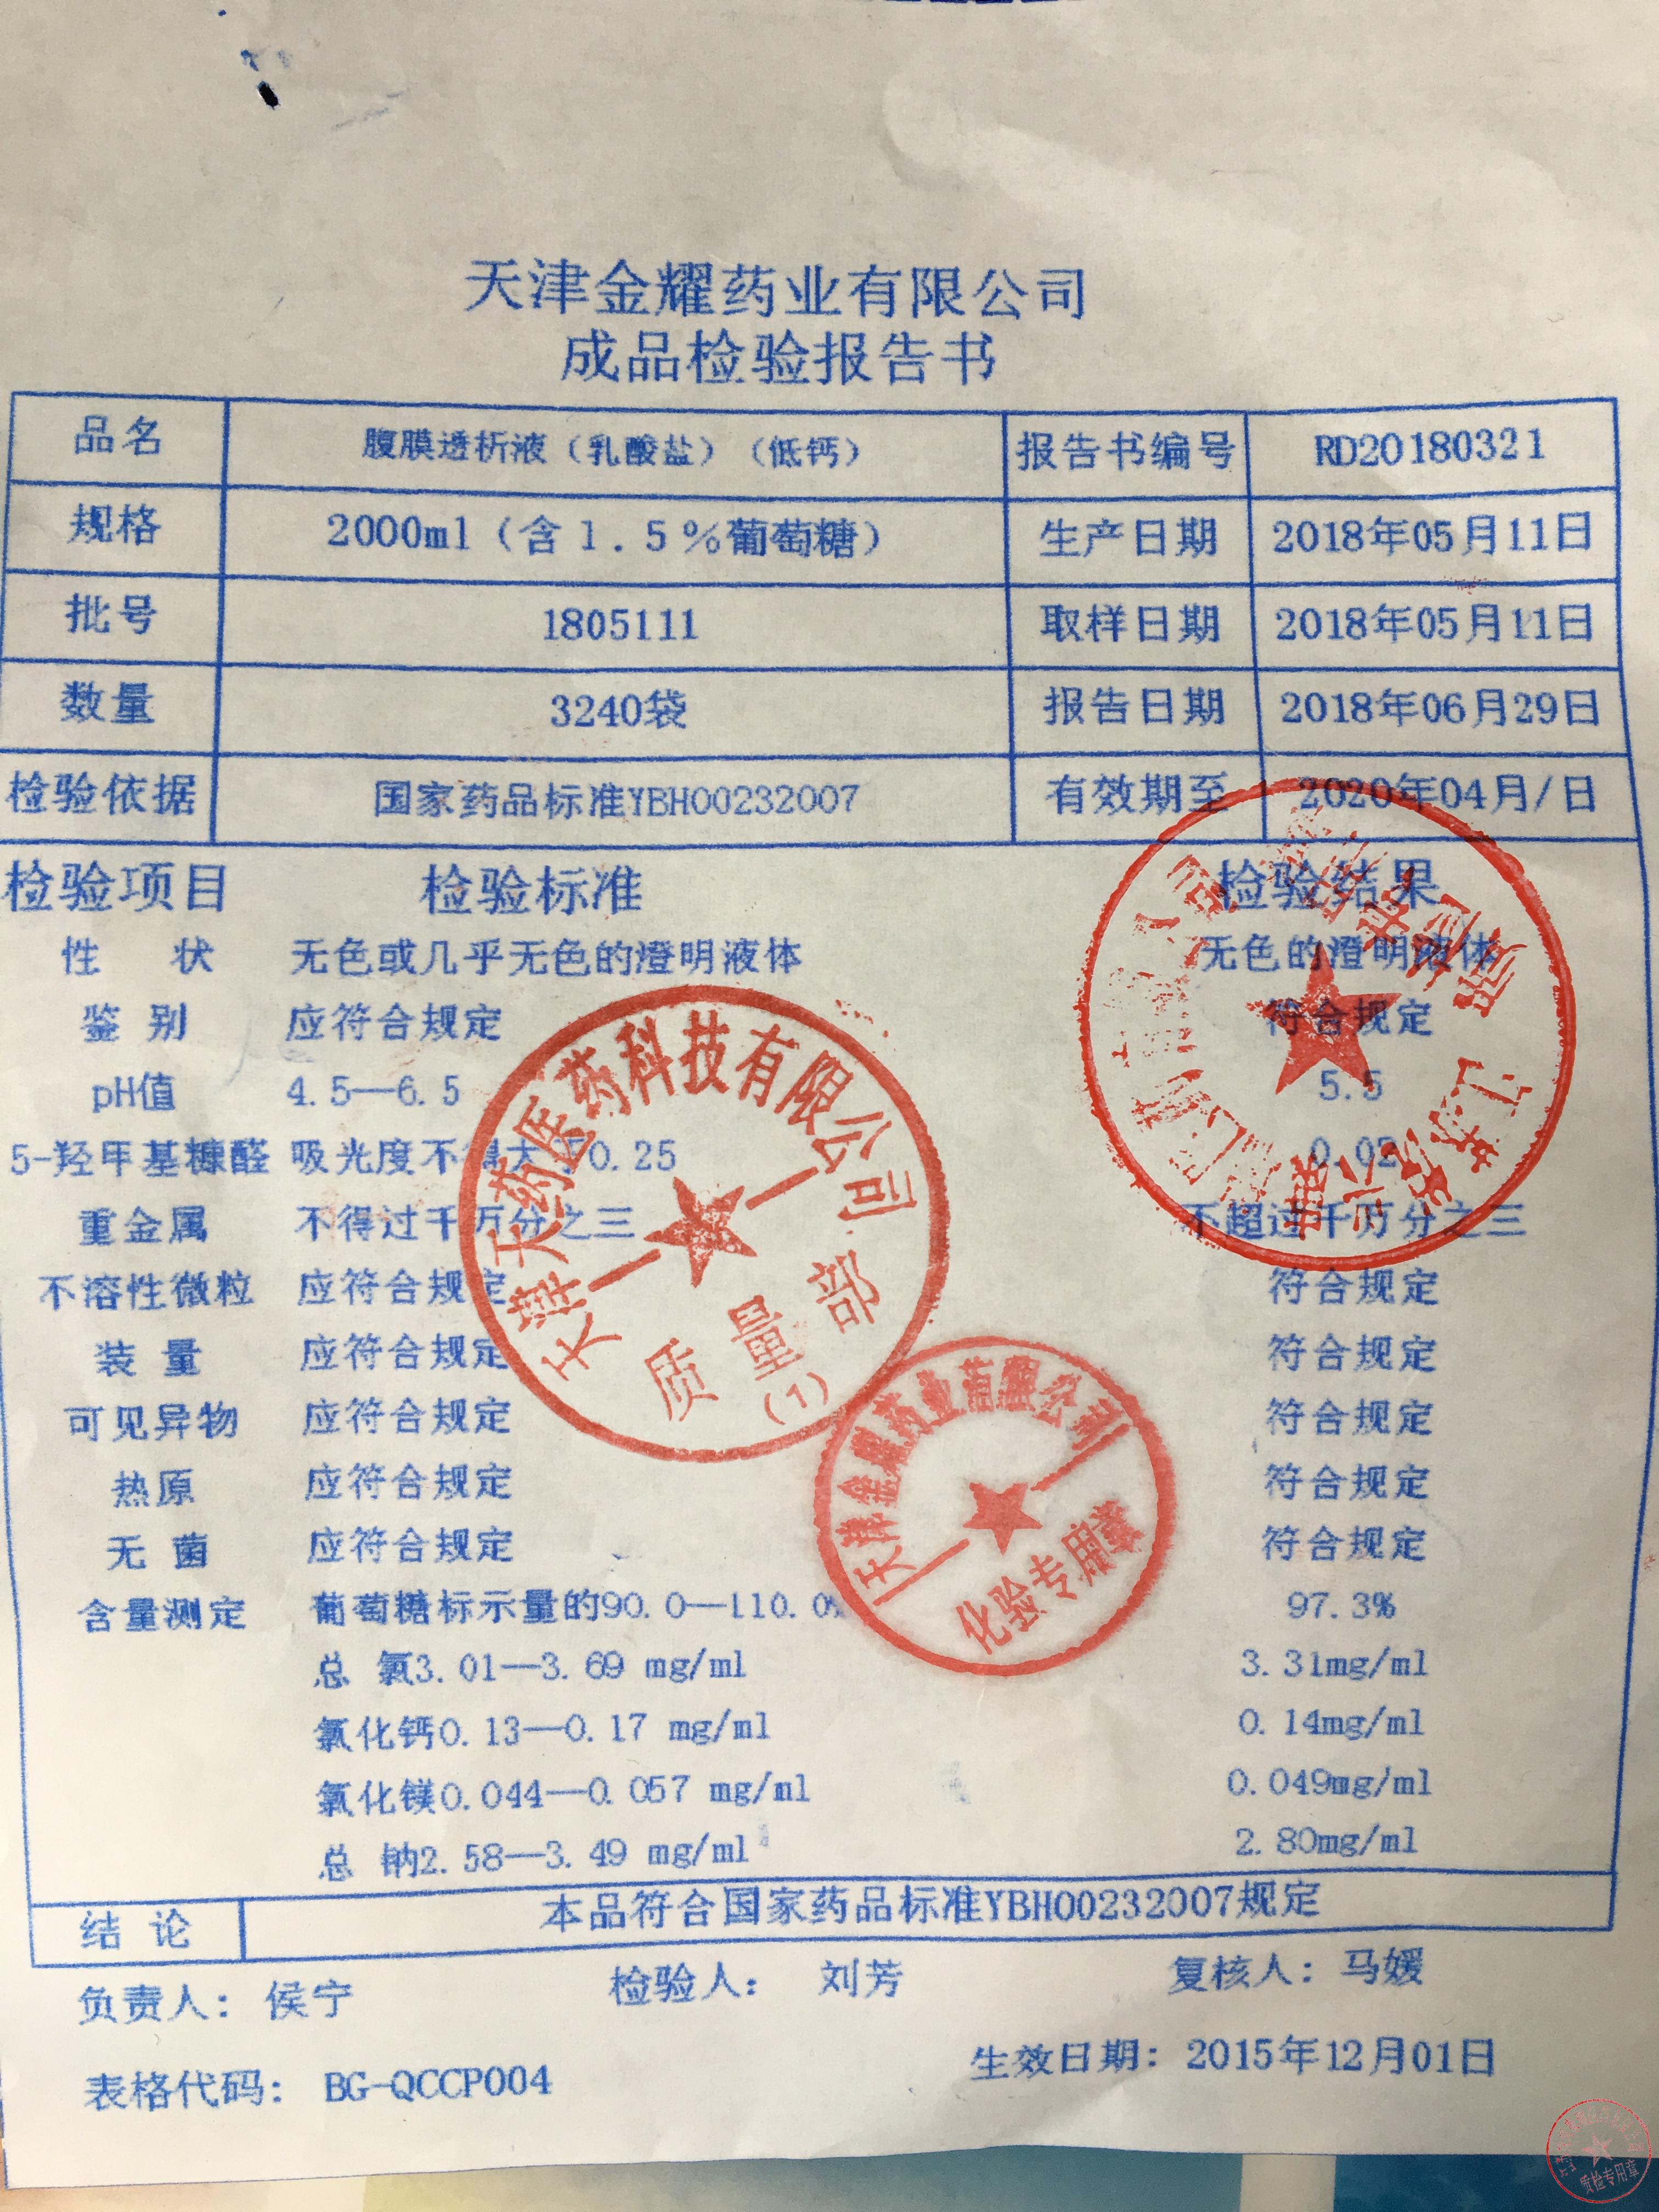 天津金耀药业有限公司
成品检验报告书
品名 腹膜透析液（乳酸盐）（低钙） 报告书编号 RD20180321
规格 2000ml（含1.5%葡萄糖） 生产日期 2018年05月11日
批号 1805111 取样日期 2018年05月11日
数量 3240袋 报告日期 2018年06月29日
检验依据 国家药品标准YBH00232007 有效期至 2020年04月/日
检验项目 检验标准 检验结果
性 状 无色或几乎无色的澄明液体 无色的澄明液体
鉴 别 应符合规定 符合规定
pH值 4.5—6.5 5.5
5-羟甲基糠醛 吸光度不得大于0.25 0.02
重金属 不得过千万分之三 不超过千万分之三
不溶性微粒 应符合规定 符合规定
装 量 应符合规定 符合规定
可见异物 应符合规定 符合规定
热原 应符合规定 符合规定
无 菌 应符合规定 符合规定
含量测定 葡萄糖标示量的90.0—110.0% 97.3%
总 氯3.01—3.69 mg/ml 3.31mg/ml
氯化钙0.13—0.17 mg/ml 0.14mg/ml
氯化镁0.044—0.057 mg/ml 0.049mg/ml
总 钠2.58—3.49 mg/ml 2.80mg/ml
结 论 本品符合国家药品标准YBH00232007规定
负责人：侯宁 检验人： 刘芳 复核人：马媛
表格代码： BG-QCCP004 生效日期：2015年12月01日
天津天药医药科技有限公司
质量部
(1)
天津金耀药业有限公司
化验专用章
质检专用章